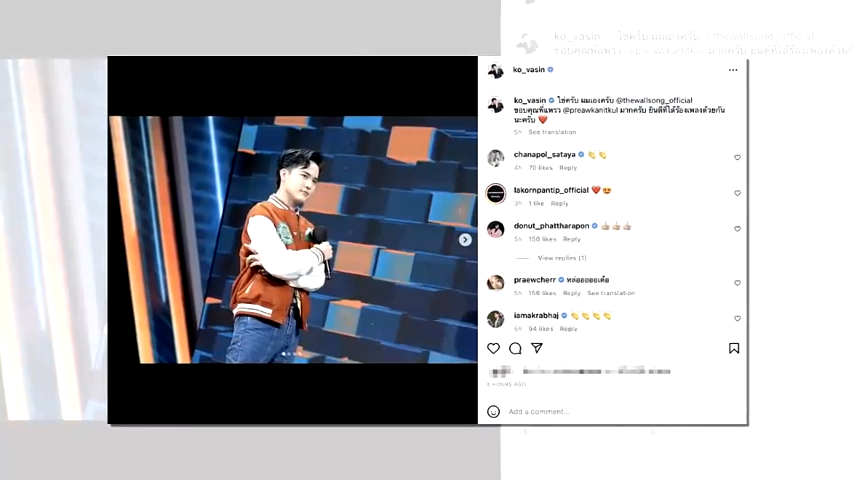 ko_vasin
ko_vasin ใช่ครับ ผมเองครับ @thewallsong_official
ขอบคุณพี่แพรว @preawkanitkul มากครับ ยินดีที่ได้ร้องเพลงด้วยกัน
นะครับ ❤️
5h See translation
chanapol_sataya 👏👏
4h 70 likes Reply
lakornpantip_official ❤️😍
3h 1 like Reply
donut_phattharapon 👍🏻👍🏻👍🏻
5h 150 likes Reply
View replies (1)
praewcherr หล่ออออออเด้อ
5h 156 likes Reply See translation
iamakrabhaj 👏👏👏👏
5h 94 likes Reply
6 HOURS AGO
Add a comment...